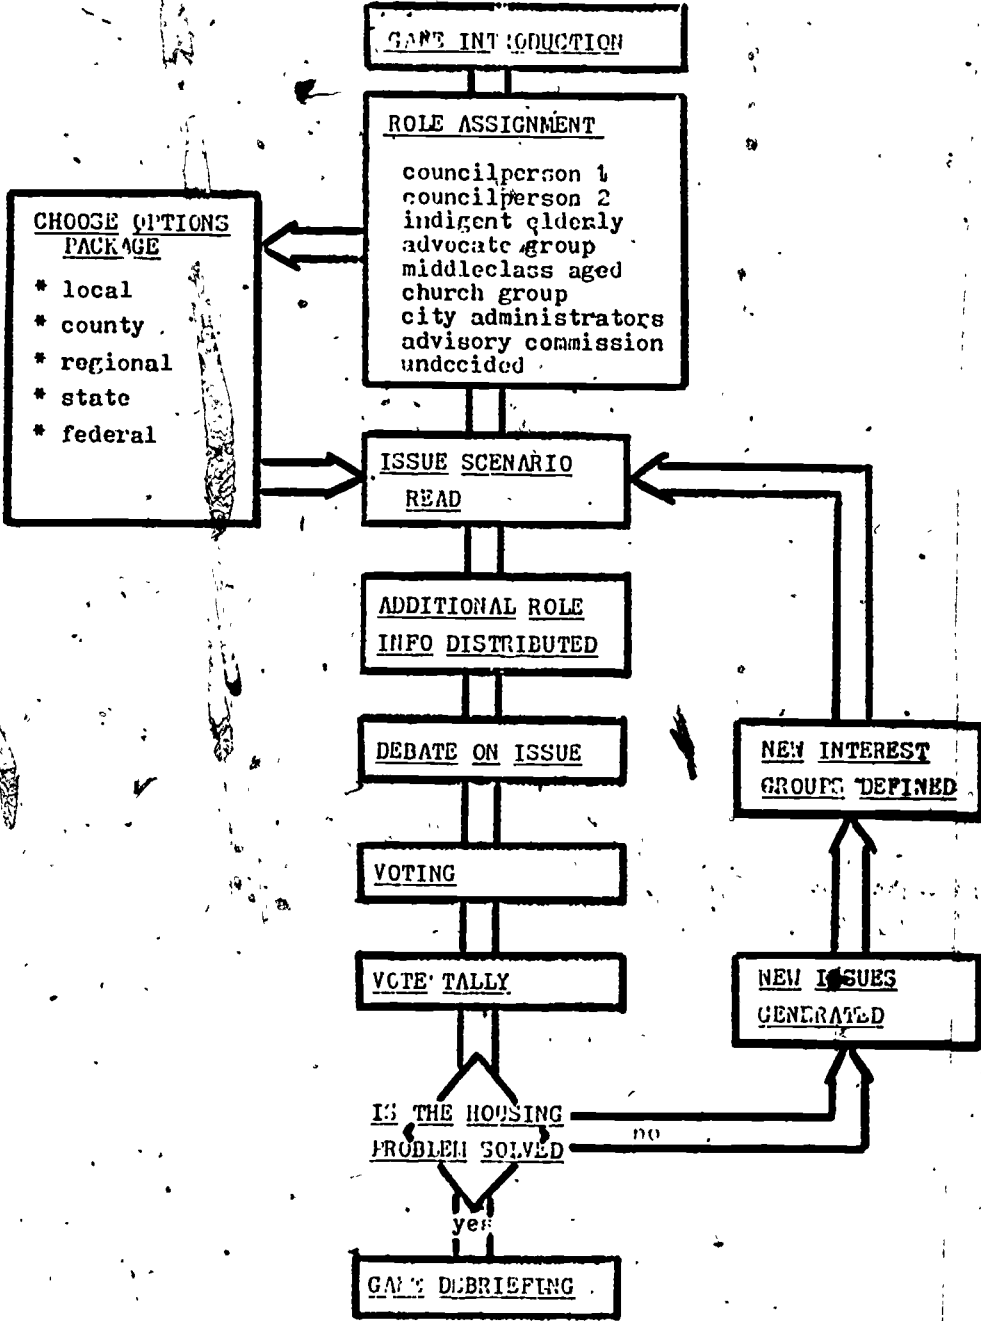 GAME INTRODUCTION
ROLE ASSIGNMENT
councilperson 1
councilperson 2
indigent elderly
advocate group
middleclass aged
church group
city administrators
advisory commission
undecided
CHOOSE OPTIONS
PACKAGE
* local
* county
* regional
* state
* federal
ISSUE SCENARIO
READ
ADDITIONAL ROLE
INFO DISTRIBUTED
DEBATE ON ISSUE
VOTING
VOTE TALLY
NEW INTEREST
GROUPS DEFINED
NEW ISSUES
GENERATED
IS THE HOUSING
PROBLEM SOLVED
no
yes
GAME DEBRIEFING